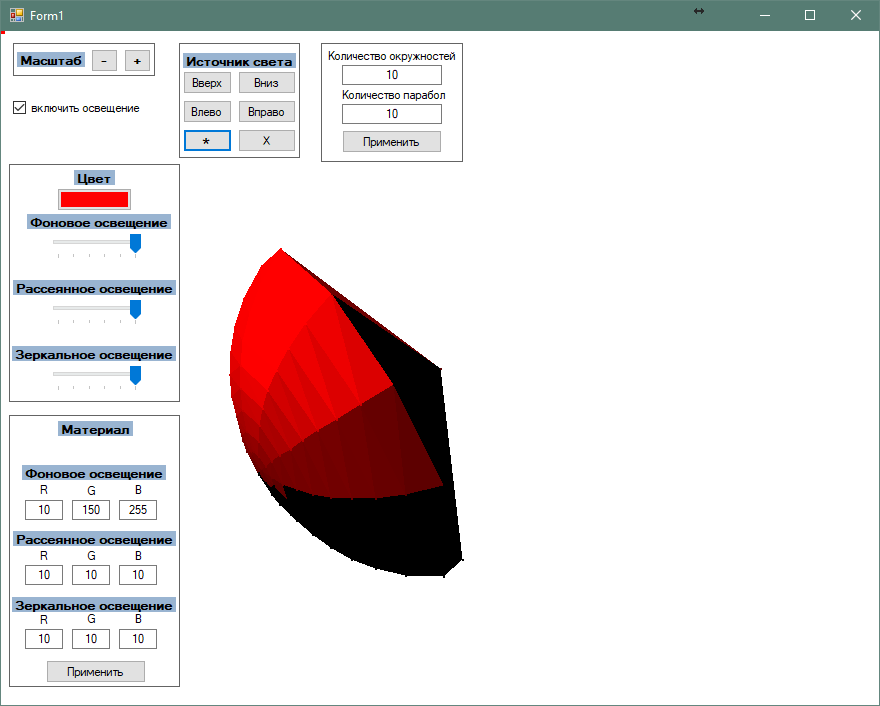 Form1
Масштаб
-
+
включить освещение
Источник света
Вверх
Вниз
Влево
Вправо
*
X
Количество окружностей
10
Количество парабол
10
Применить
Цвет
Фоновое освещение
Рассеянное освещение
Зеркальное освещение
Материал
Фоновое освещение
R G B
10 150 255
Рассеянное освещение
R G B
10 10 10
Зеркальное освещение
R G B
10 10 10
Применить